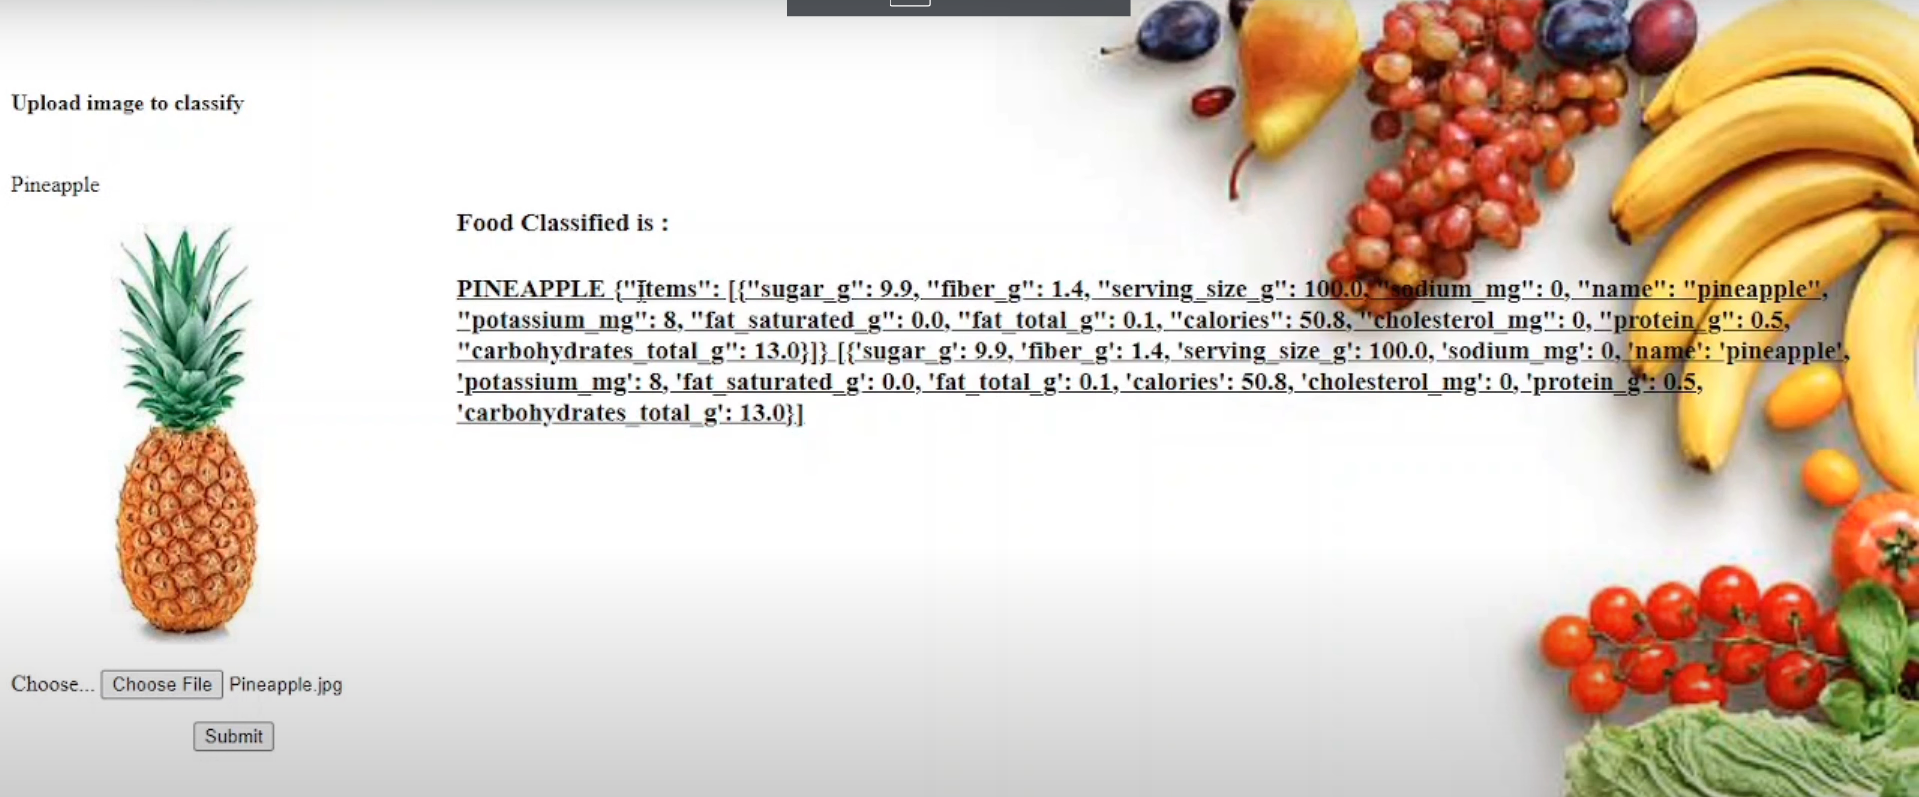 Upload image to classify
Pineapple
Food Classified is :
PINEAPPLE {"Items": [{"sugar_g": 9.9, "fiber_g": 1.4, "serving_size_g": 100.0, "sodium_mg": 0, "name": "pineapple",
"potassium_mg": 8, "fat_saturated_g": 0.0, "fat_total_g": 0.1, "calories": 50.8, "cholesterol_mg": 0, "protein_g": 0.5,
"carbohydrates_total_g": 13.0}]} [{'sugar_g': 9.9, 'fiber_g': 1.4, 'serving_size_g': 100.0, 'sodium_mg': 0, 'name': 'pineapple',
'potassium_mg': 8, 'fat_saturated_g': 0.0, 'fat_total_g': 0.1, 'calories': 50.8, 'cholesterol_mg': 0, 'protein_g': 0.5,
'carbohydrates_total_g': 13.0}]
Choose... Choose File Pineapple.jpg
Submit